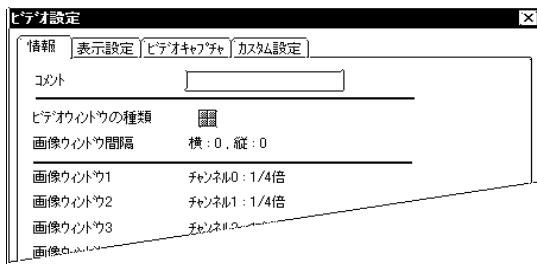 ビデオ設定
情報 表示設定 ビデオキャプチャ カスタム設定
コメント
ビデオウィンドウの種類
画像ウィンドウ間隔 横:0,縦:0
画像ウィンドウ1 チャンネル0:1/4倍
画像ウィンドウ2 チャンネル1:1/4倍
画像ウィンドウ3